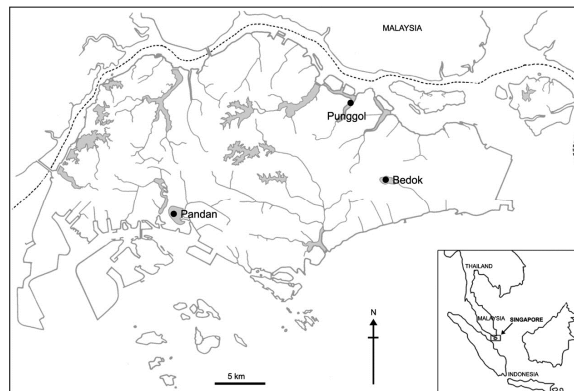 MALAYSIA
Punggol
Bedok
Pandan
N
5 km
THAILAND
MALAYSIA
SINGAPORE
INDONESIA